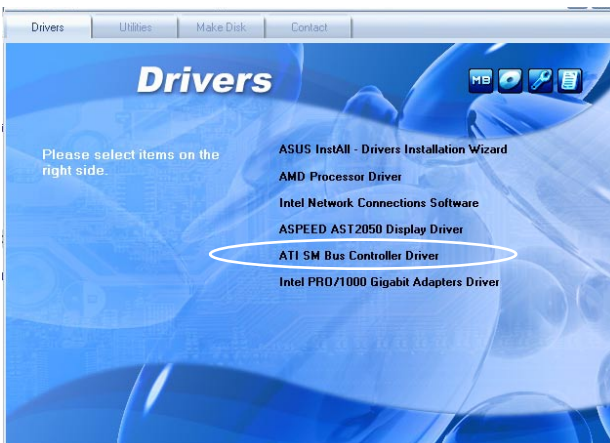 Drivers
Utilities
Make Disk
Contact
Drivers
MB
Please select items on the
right side.
ASUS InstAll - Drivers Installation Wizard
AMD Processor Driver
Intel Network Connections Software
ASPEED AST2050 Display Driver
ATI SM Bus Controller Driver
Intel PRO/1000 Gigabit Adapters Driver